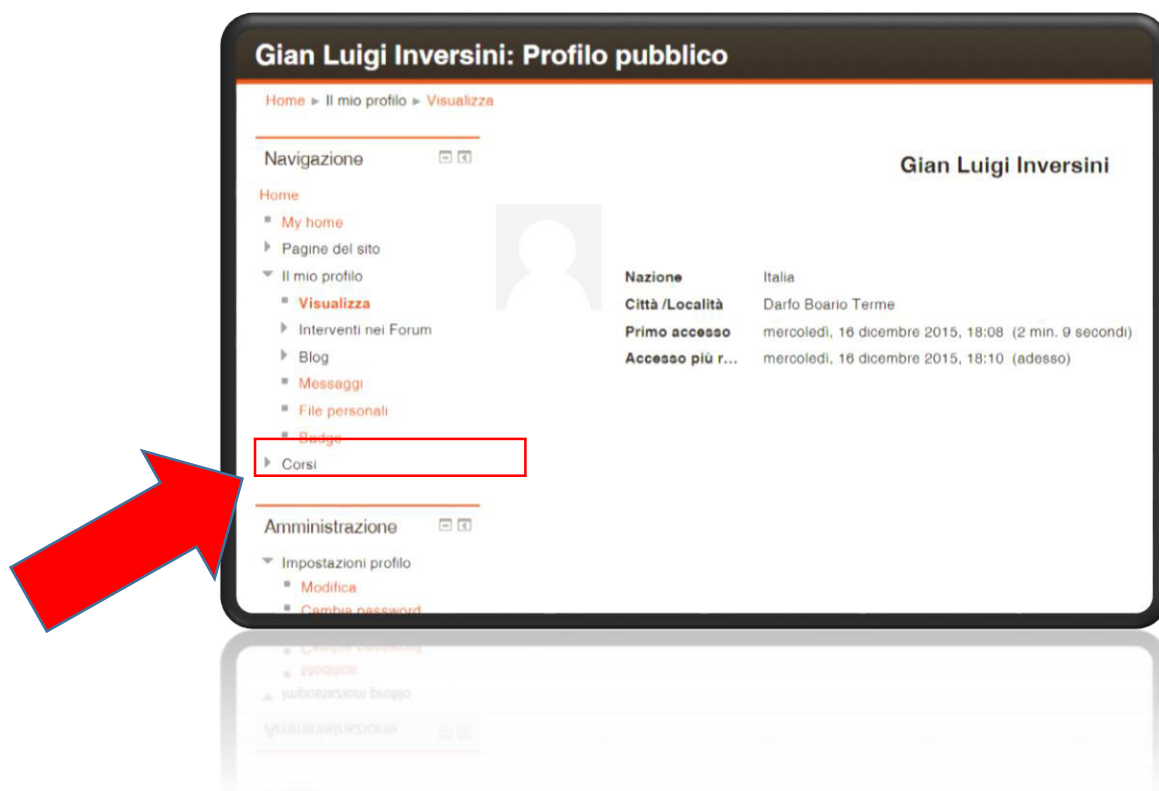 Gian Luigi Inversini: Profilo pubblico
Home ► Il mio profilo ► Visualizza
Navigazione
Home
My home
Pagine del sito
Il mio profilo
Visualizza
Interventi nei Forum
Blog
Messaggi
File personali
Badge
Corsi
Amministrazione
Impostazioni profilo
Modifica
Cambia password
Gian Luigi Inversini
Nazione Italia
Città /Località Darfo Boario Terme
Primo accesso mercoledì, 16 dicembre 2015, 18:08 (2 min. 9 secondi)
Accesso più r... mercoledì, 16 dicembre 2015, 18:10 (adesso)